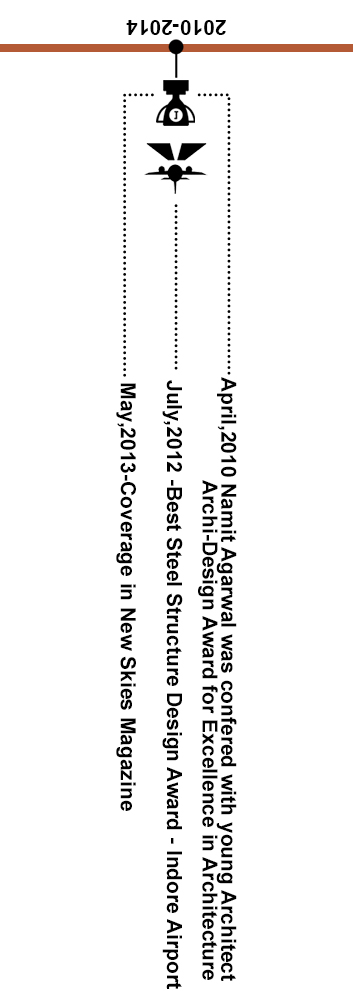 April,2010 Namit Agarwal was confered with young Architect
Archi-Design Award for Excellence in Architecture
July,2012 -Best Steel Structure Design Award - Indore Airport
May,2013-Coverage in New Skies Magazine
1
2010-2014